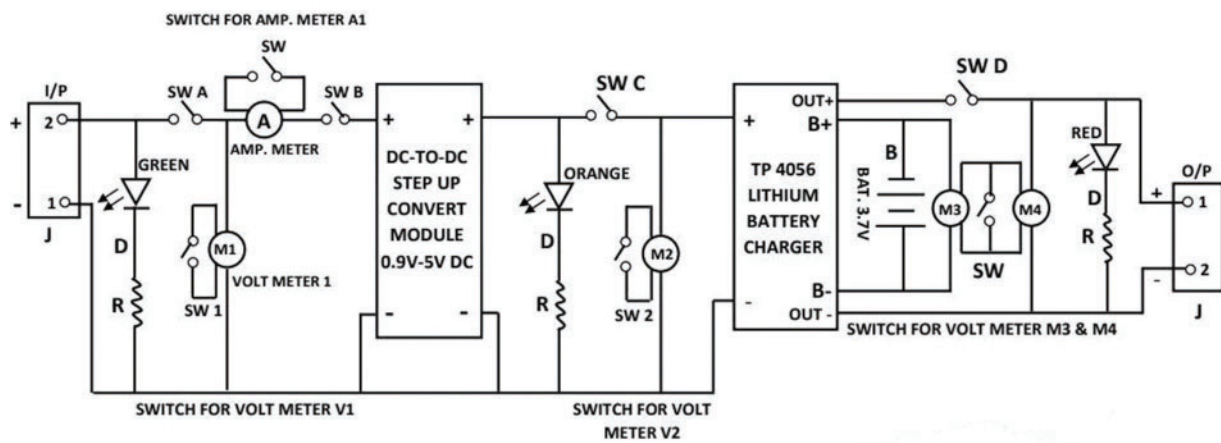 SWITCH FOR AMP. METER A1
SW
I/P
+
2
-
1
J
SW A
A
AMP. METER
SW B
GREEN
D
R
M1
VOLT METER 1
SW 1
SWITCH FOR VOLT METER V1
+ +
DC-TO-DC
STEP UP
CONVERT
MODULE
0.9V-5V DC
- -
SW C
ORANGE
D
R
M2
SW 2
SWITCH FOR VOLT
METER V2
OUT+
+
B+
TP 4056
LITHIUM
BATTERY
CHARGER
-
B-
OUT -
B
BAT. 3.7V
M3
M4
SW
SWITCH FOR VOLT METER M3 & M4
SW D
RED
D
R
O/P
+
1
-
2
J